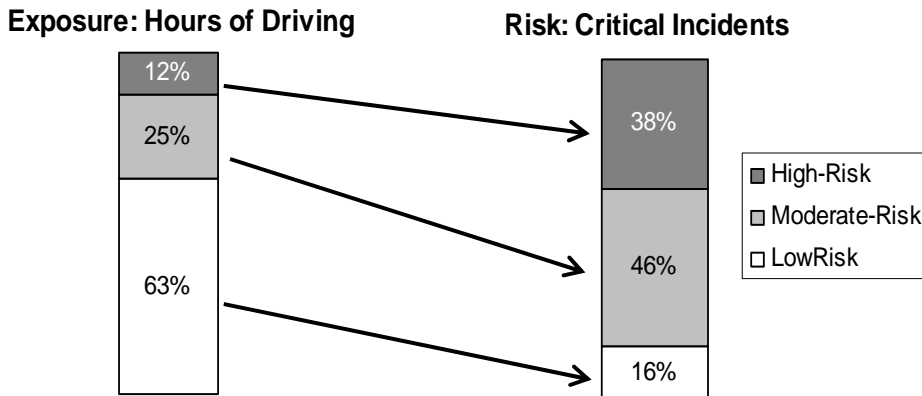 Exposure: Hours of Driving
Risk: Critical Incidents
12%
25%
63%
38%
46%
16%
High-Risk
Moderate-Risk
LowRisk